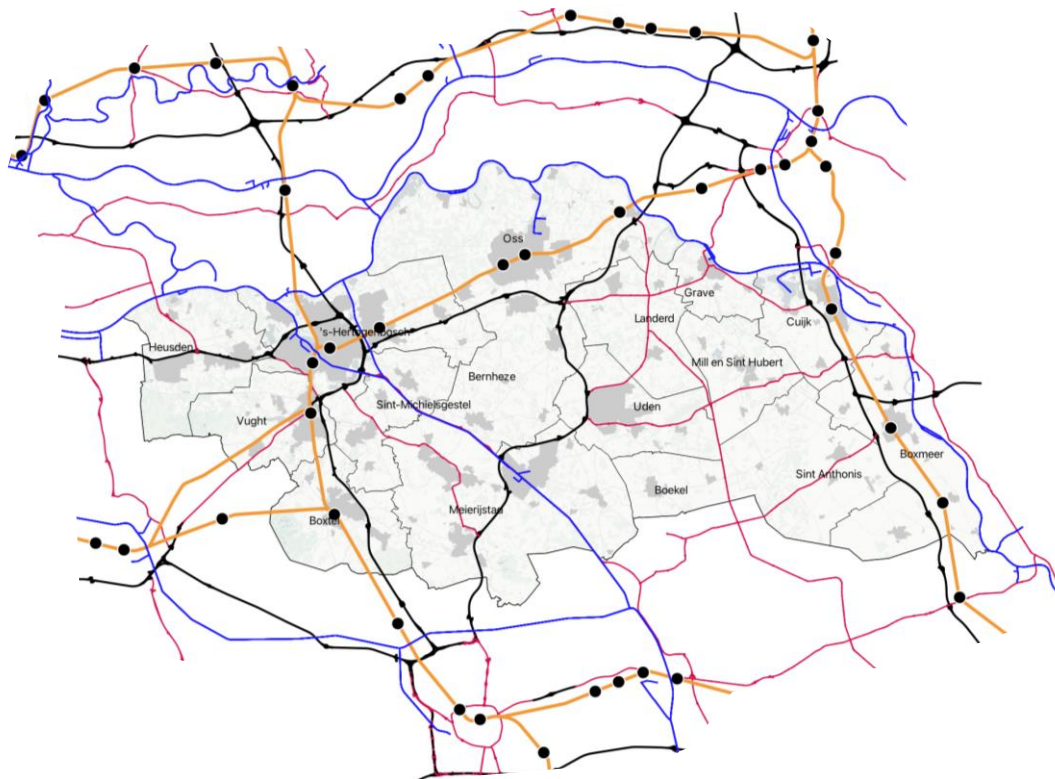 Oss
Grave
Landerd
Cuijk
's-Hertogenbosch
Heusden
Mill en Sint Hubert
Bernheze
Sint-Michielsgestel
Uden
Vught
Boxmeer
Sint Anthonis
Boekel
Meierijstad
Boxtel